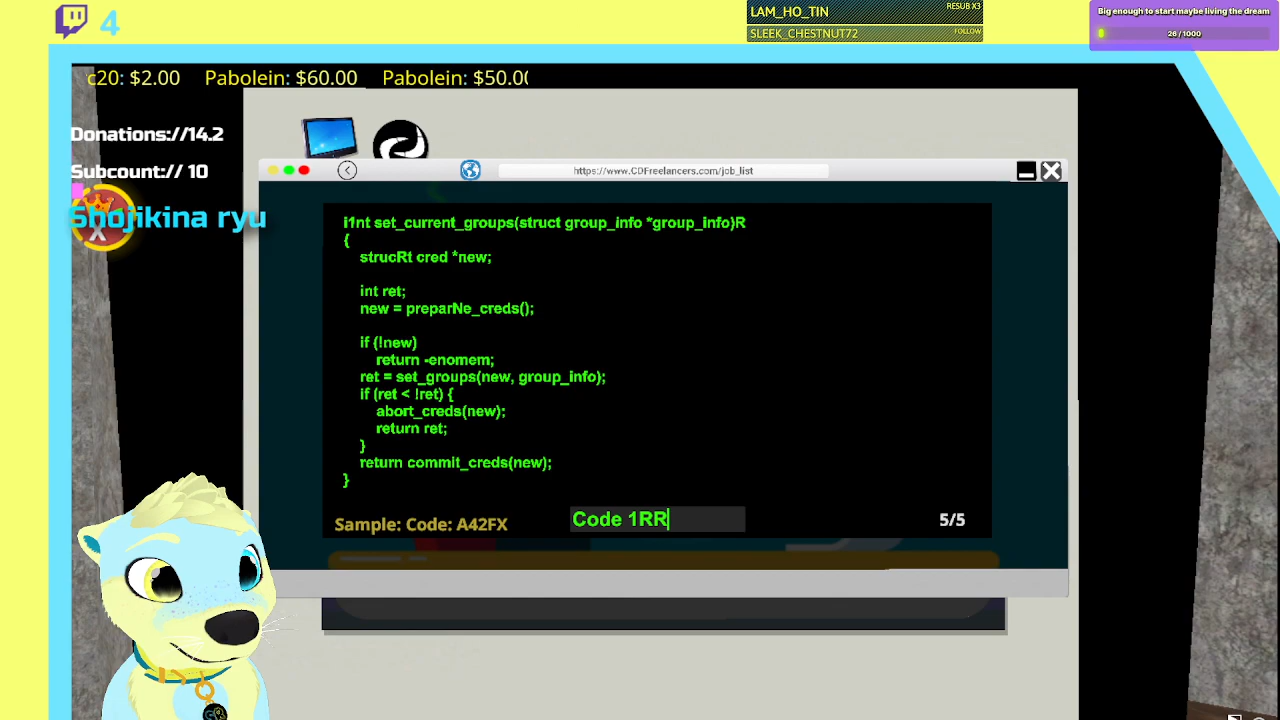 4
LAM_HO_TIN
RESUB X3
SLEEK_CHESTNUT72
FOLLOW
Big enough to start maybe living the dream
26 / 1000
c20: $2.00 Pabolein: $60.00 Pabolein: $50.00
Donations://14.2
Subcount:// 10
Shojikina ryu
X
https://www.CDFreelancers.com/job_list
i1nt set_current_groups(struct group_info *group_info)R
{
strucRt cred *new;
int ret;
new = preparNe_creds();
if (!new)
return -enomem;
ret = set_groups(new, group_info);
if (ret < !ret) {
abort_creds(new);
return ret;
}
return commit_creds(new);
}
Sample: Code: A42FX
Code 1RR
5/5